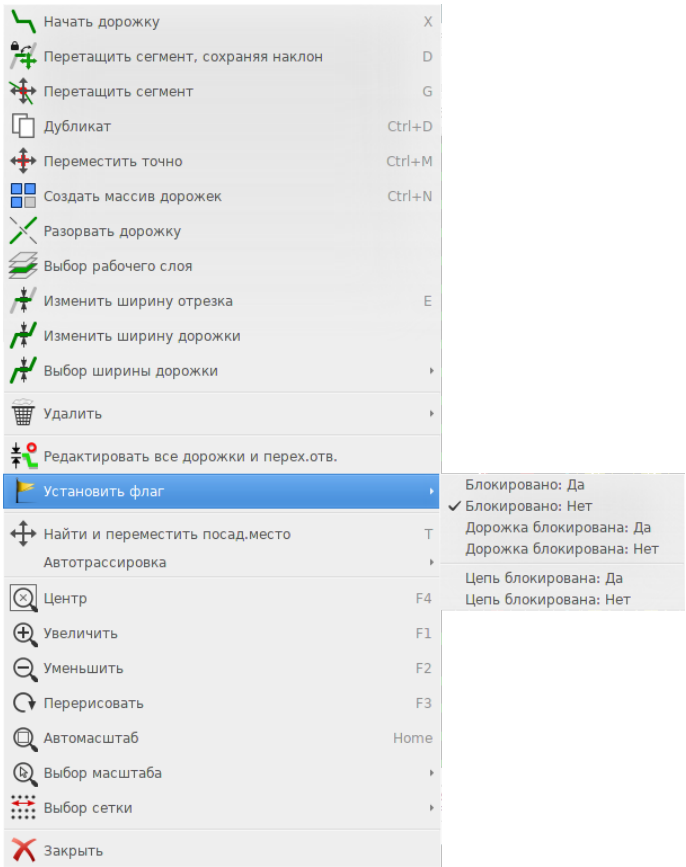 Начать дорожку X
Перетащить сегмент, сохраняя наклон D
Перетащить сегмент G
Дубликат Ctrl+D
Переместить точно Ctrl+M
Создать массив дорожек Ctrl+N
Разорвать дорожку
Выбор рабочего слоя
Изменить ширину отрезка E
Изменить ширину дорожки
Выбор ширины дорожки
Удалить
Редактировать все дорожки и перех.отв.
Установить флаг
Блокировано: Да
Блокировано: Нет
Дорожка блокирована: Да
Дорожка блокирована: Нет
Цепь блокирована: Да
Цепь блокирована: Нет
Найти и переместить посад.место T
Автотрассировка
Центр F4
Увеличить F1
Уменьшить F2
Перерисовать F3
Автомасштаб Home
Выбор масштаба
Выбор сетки
Закрыть